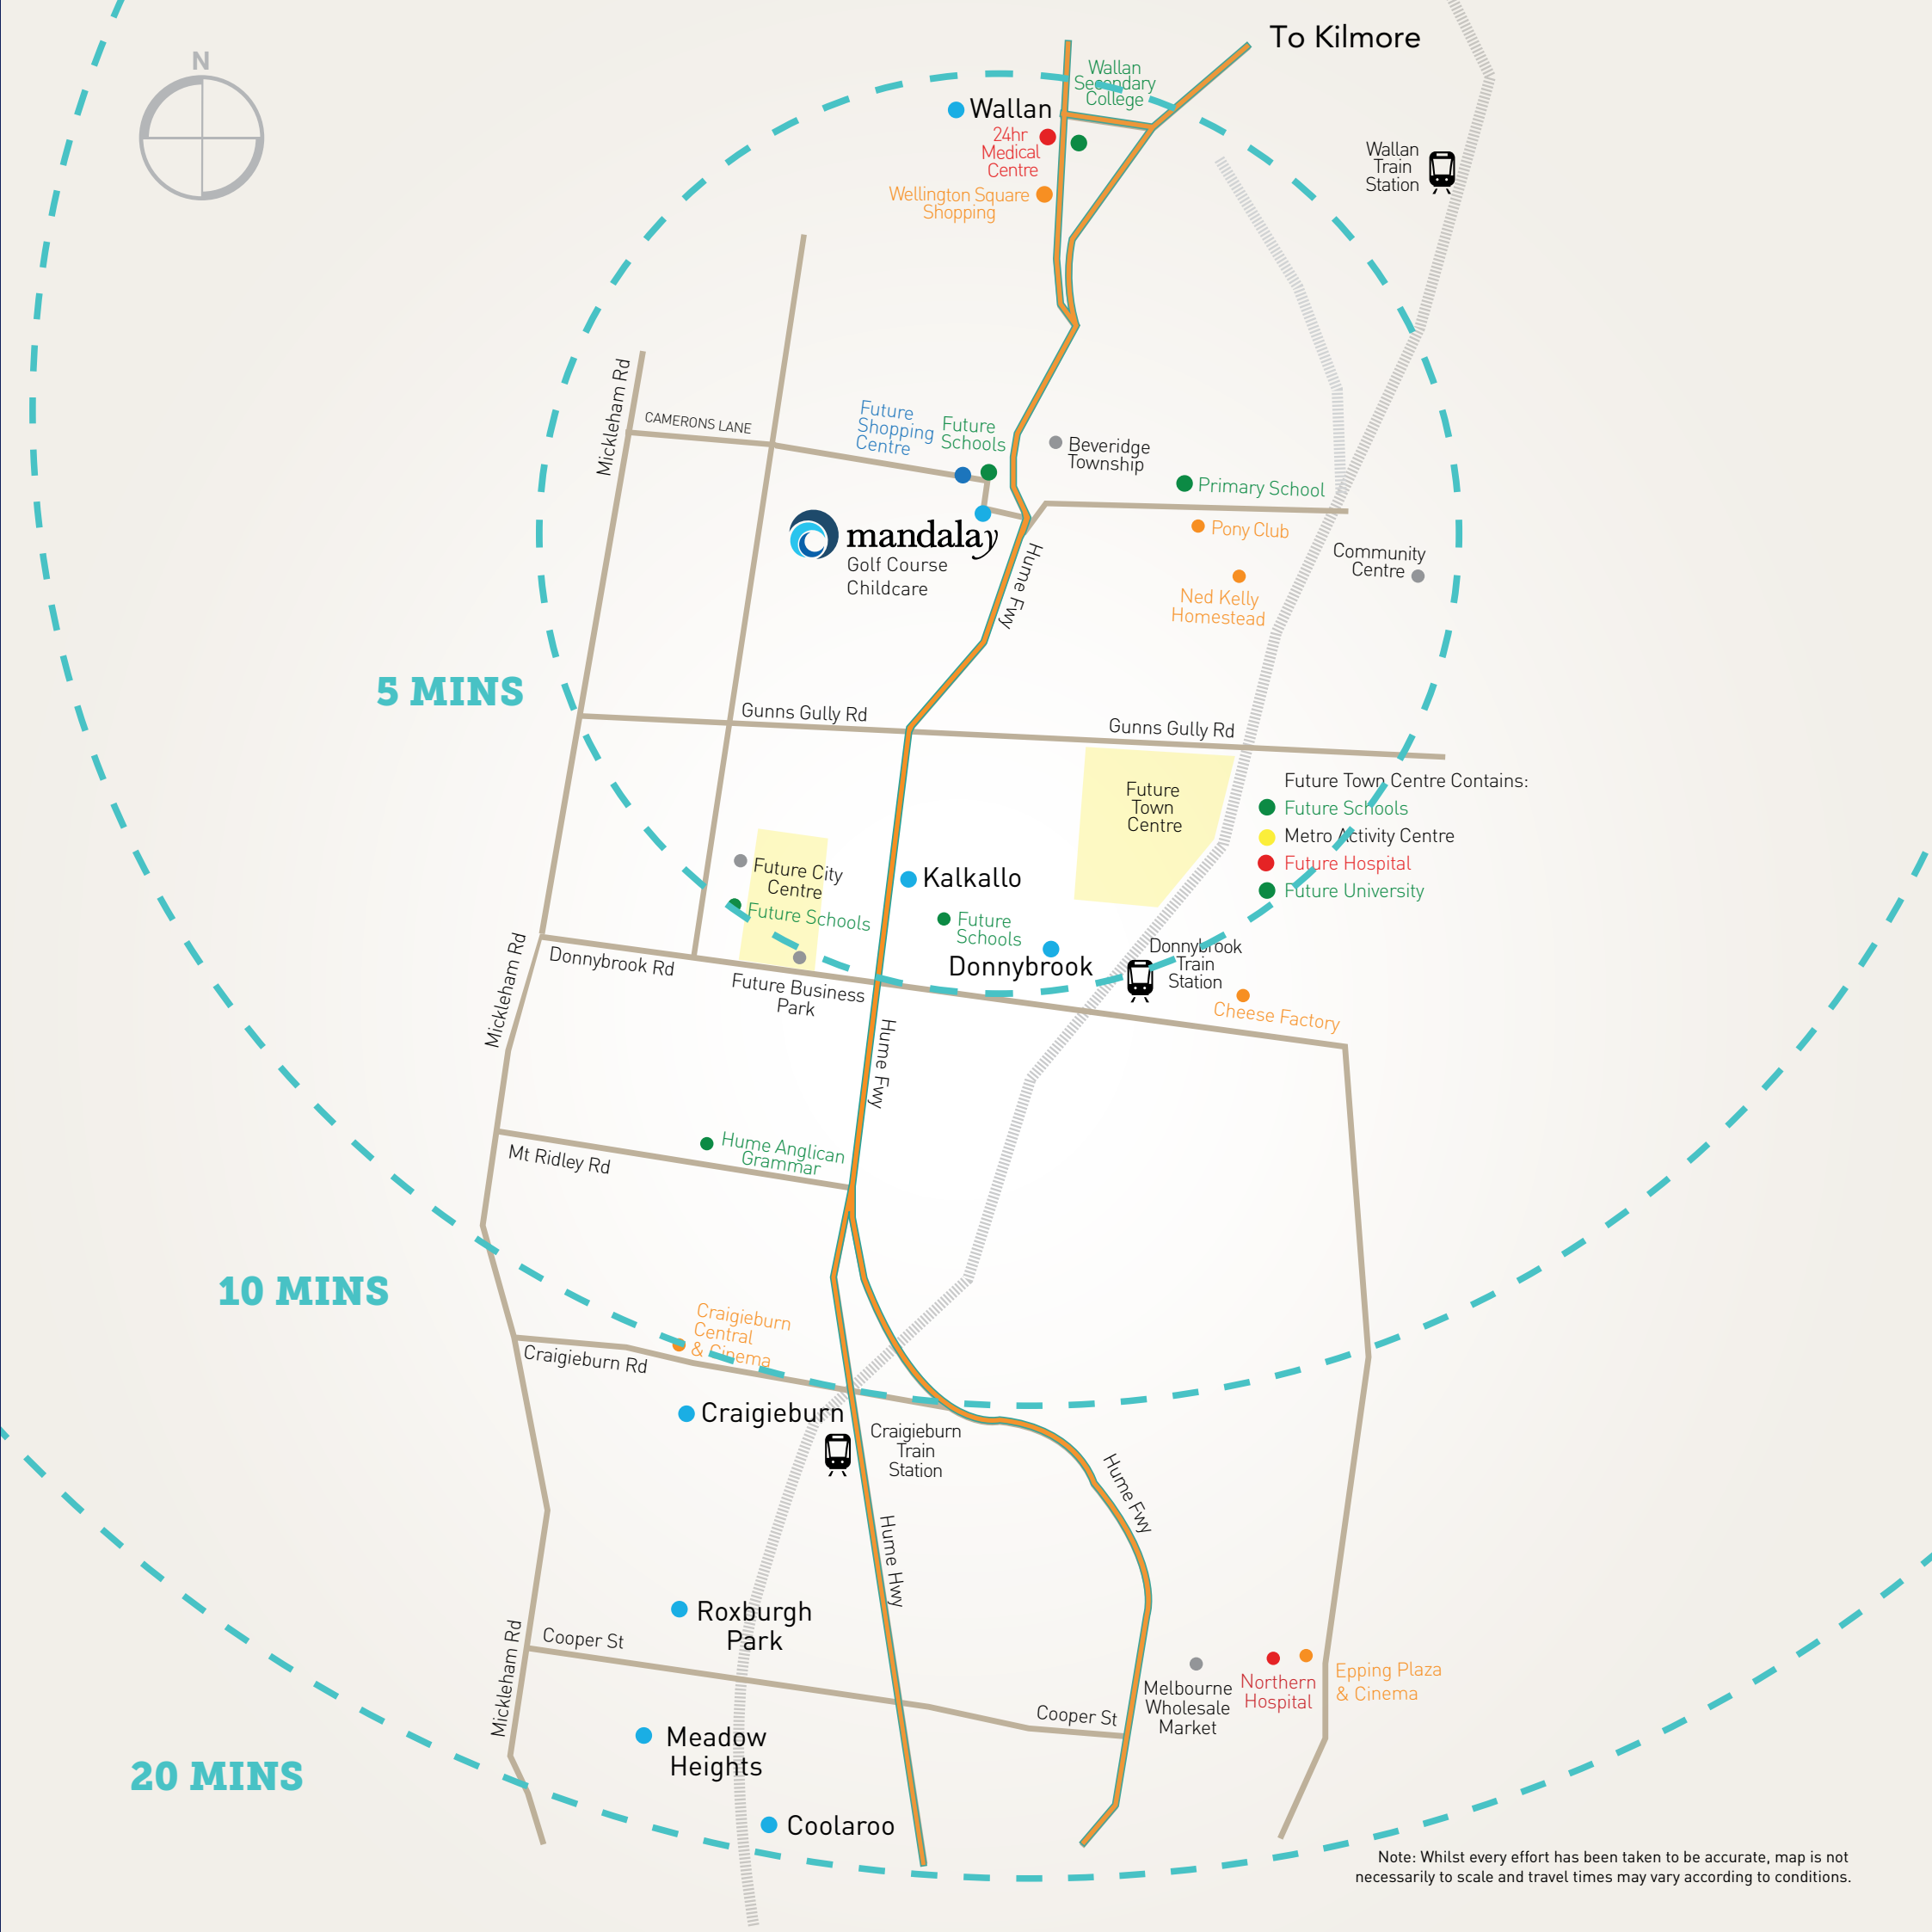 To Kilmore
N
Wallan
Secondary
College
Wallan
24hr
Medical
Centre
Wellington Square
Shopping
Wallan
Train
Station
Mickleham Rd
CAMERONS LANE
Future
Shopping
Centre
Future
Schools
Beveridge
Township
Primary School
Pony Club
mandalay
Golf Course
Childcare
Hume Fwy
Community
Centre
Ned Kelly
Homestead
5 MINS
Gunns Gully Rd
Gunns Gully Rd
Future
Town
Centre
Future Town Centre Contains:
Future Schools
Metro Activity Centre
Future Hospital
Future University
Future City
Centre
Future Schools
Kalkallo
Future
Schools
Donnybrook
Donnybrook
Train
Station
Mickleham Rd
Donnybrook Rd
Future Business
Park
Cheese Factory
Hume Fwy
Hume Anglican
Grammar
Mt Ridley Rd
10 MINS
Craigieburn
Central
& Cinema
Craigieburn Rd
Craigieburn
Craigieburn
Train
Station
Hume Fwy
Hume Hwy
Roxburgh
Park
Mickleham Rd
Cooper St
Cooper St
Melbourne
Wholesale
Market
Northern
Hospital
Epping Plaza
& Cinema
Meadow
Heights
20 MINS
Coolaroo
Note: Whilst every effort has been taken to be accurate, map is not
necessarily to scale and travel times may vary according to conditions.